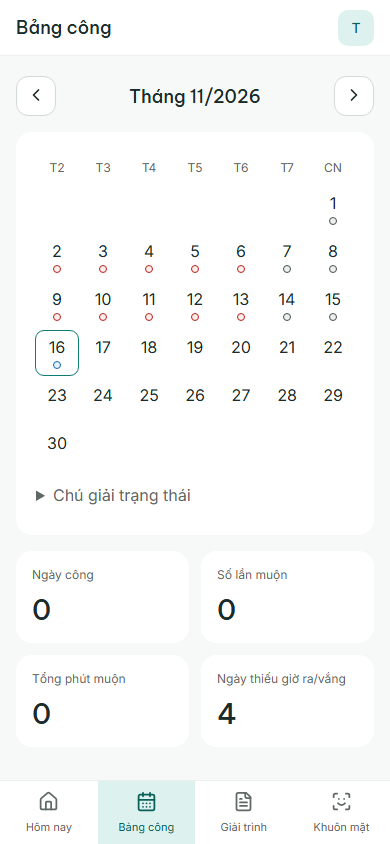 Bảng công
T
Tháng 11/2026
T2 T3 T4 T5 T6 T7 CN
1
2 3 4 5 6 7 8
9 10 11 12 13 14 15
16 17 18 19 20 21 22
23 24 25 26 27 28 29
30
Chú giải trạng thái
Ngày công
0
Số lần muộn
0
Tổng phút muộn
0
Ngày thiếu giờ ra/vắng
4
Hôm nay
Bảng công
Giải trình
Khuôn mặt